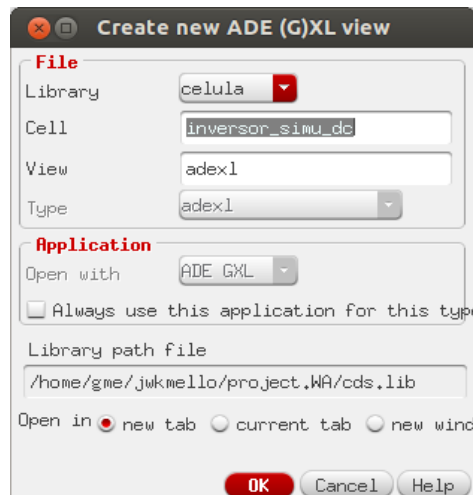 Create new ADE (G)XL view
File
Library celula
Cell inversor_simu_dc
View adexl
Type adexl
Application
Open with ADE GXL
Always use this application for this type
Library path file
/home/gme/jwkmello/project.WA/cds.lib
Open in new tab current tab new wind
OK Cancel Help